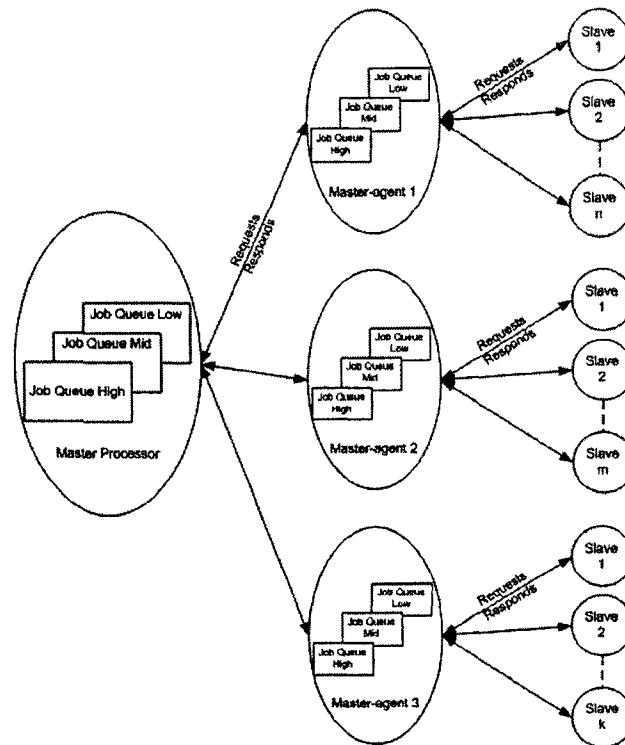 Job Queue Low
Job Queue Mid
Job Queue High
Master Processor
Requests
Responds
Job Queue
Low
Job Queue
Mid
Job Queue
High
Master-agent 1
Requests
Responds
Slave
1
Slave
2
Slave
n
Job Queue
Low
Job Queue
Mid
Job Queue
High
Master-agent 2
Requests
Responds
Slave
1
Slave
2
Slave
m
Job Queue
Low
Job Queue
Mid
Job Queue
High
Master-agent 3
Requests
Responds
Slave
1
Slave
2
Slave
k